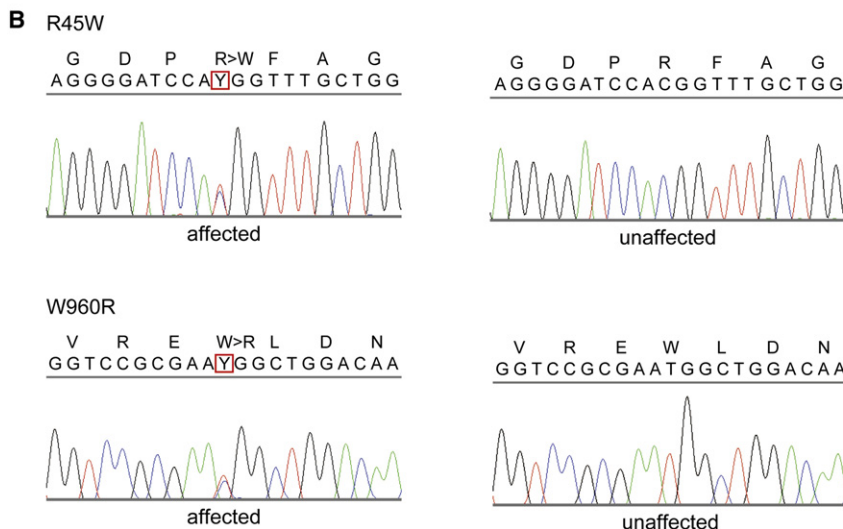 B
R45W
G D P R>W F A G
AGGGGATCCAYGGTTTGCTGG
affected
G D P R F A G
AGGGGATCCACGGTTTGCTGG
unaffected
W960R
V R E W>R L D N
GGTCCGCGAAYGGCTGGACAA
affected
V R E W L D N
GGTCCGCGAATGGCTGGACAA
unaffected